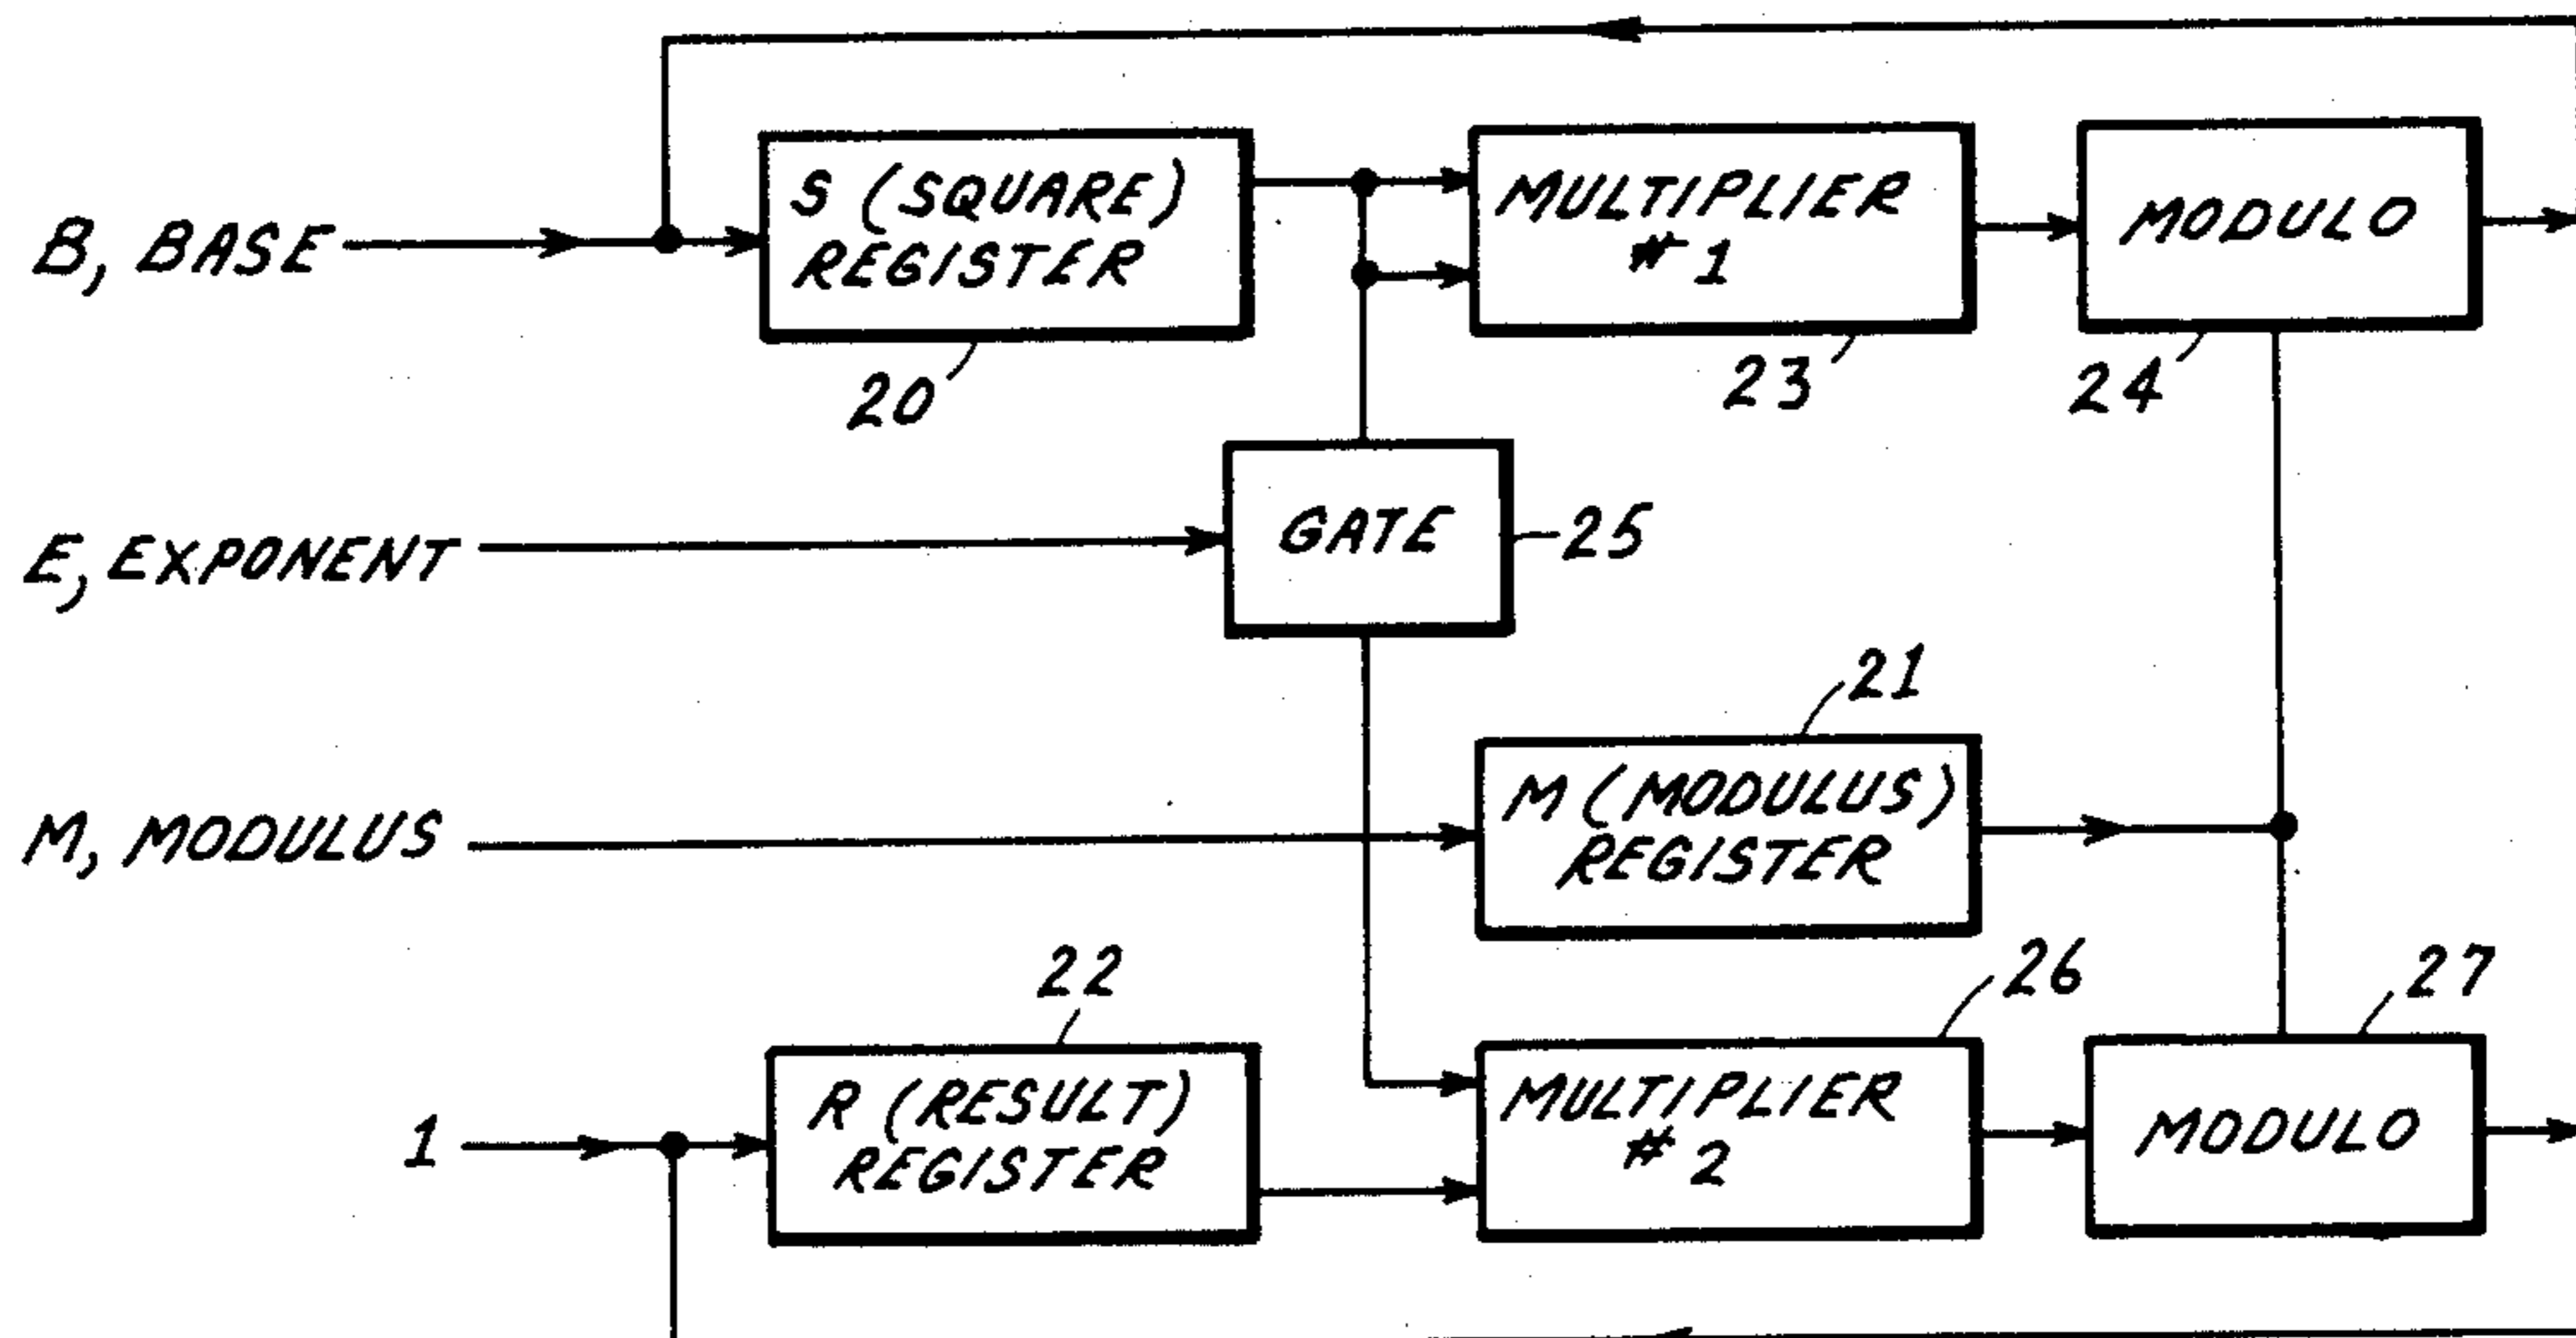 B, BASE
S (SQUARE)
REGISTER
20
MULTIPLIER
# 1
23
MODULO
24
E, EXPONENT
GATE
25
M, MODULUS
21
M (MODULUS)
REGISTER
1
22
R (RESULT)
REGISTER
26
MULTIPLIER
# 2
27
MODULO